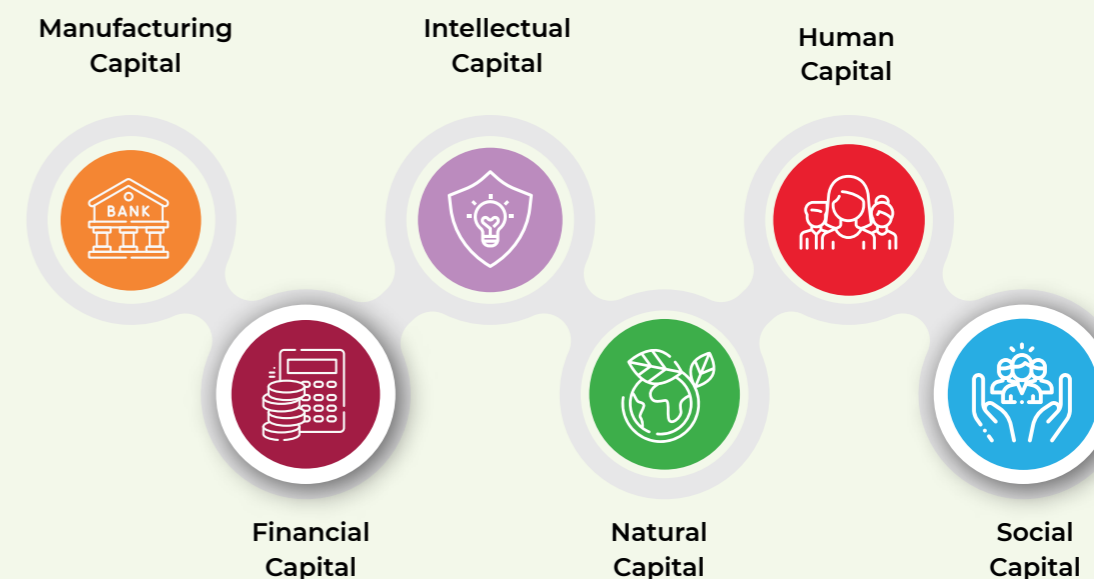 Manufacturing
Capital
Intellectual
Capital
Human
Capital
BANK
Financial
Capital
Natural
Capital
Social
Capital